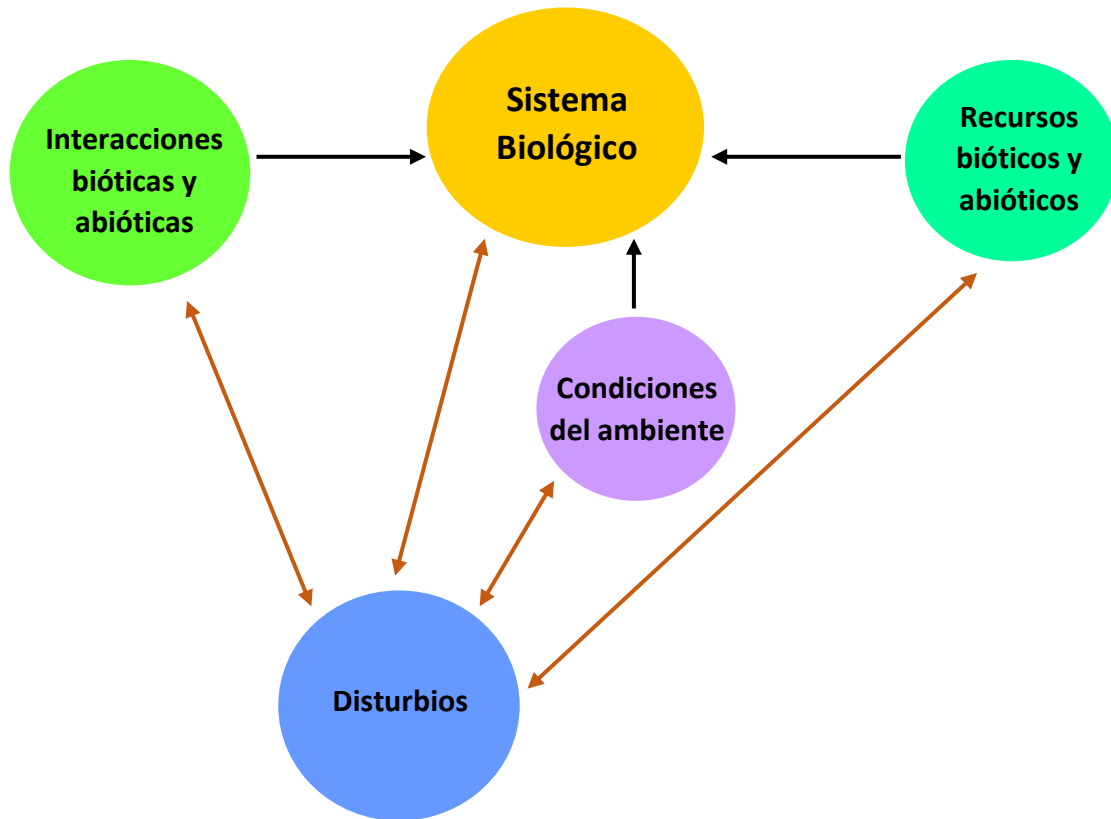 Sistema
Biológico
Interacciones
bióticas y
abióticas
Recursos
bióticos y
abióticos
Condiciones
del ambiente
Disturbios